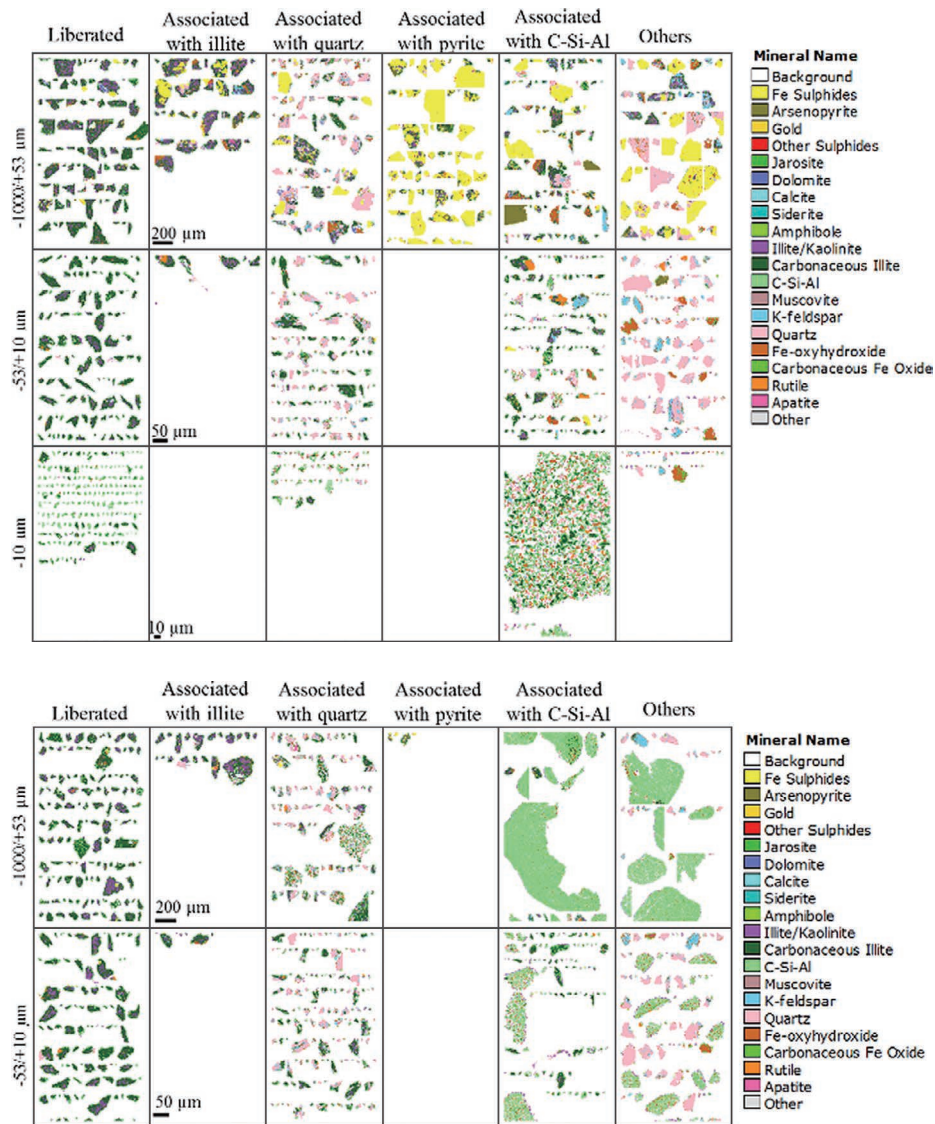 Liberated
Associated
with illite
Associated
with quartz
Associated
with pyrite
Associated
with C-Si-Al
Others
-1000/+53 µm
200 µm
-53/+10 µm
50 µm
-10 um
10 µm
Mineral Name
Background
Fe Sulphides
Arsenopyrite
Gold
Other Sulphides
Jarosite
Dolomite
Calcite
Siderite
Amphibole
Illite/Kaolinite
Carbonaceous Illite
C-Si-Al
Muscovite
K-feldspar
Quartz
Fe-oxyhydroxide
Carbonaceous Fe Oxide
Rutile
Apatite
Other
Liberated
Associated
with illite
Associated
with quartz
Associated
with pyrite
Associated
with C-Si-Al
Others
-1000/+53 µm
200 µm
-53/+10 µm
50 µm
Mineral Name
Background
Fe Sulphides
Arsenopyrite
Gold
Other Sulphides
Jarosite
Dolomite
Calcite
Siderite
Amphibole
Illite/Kaolinite
Carbonaceous Illite
C-Si-Al
Muscovite
K-feldspar
Quartz
Fe-oxyhydroxide
Carbonaceous Fe Oxide
Rutile
Apatite
Other